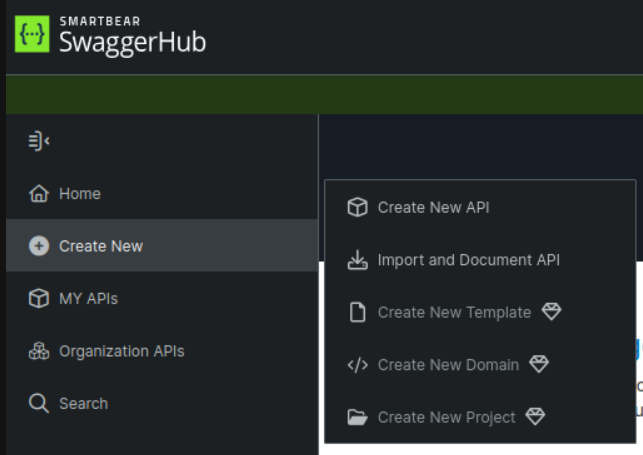 SMARTBEAR
SwaggerHub
Home
Create New
MY APIs
Organization APIs
Search
Create New API
Import and Document API
Create New Template
Create New Domain
Create New Project